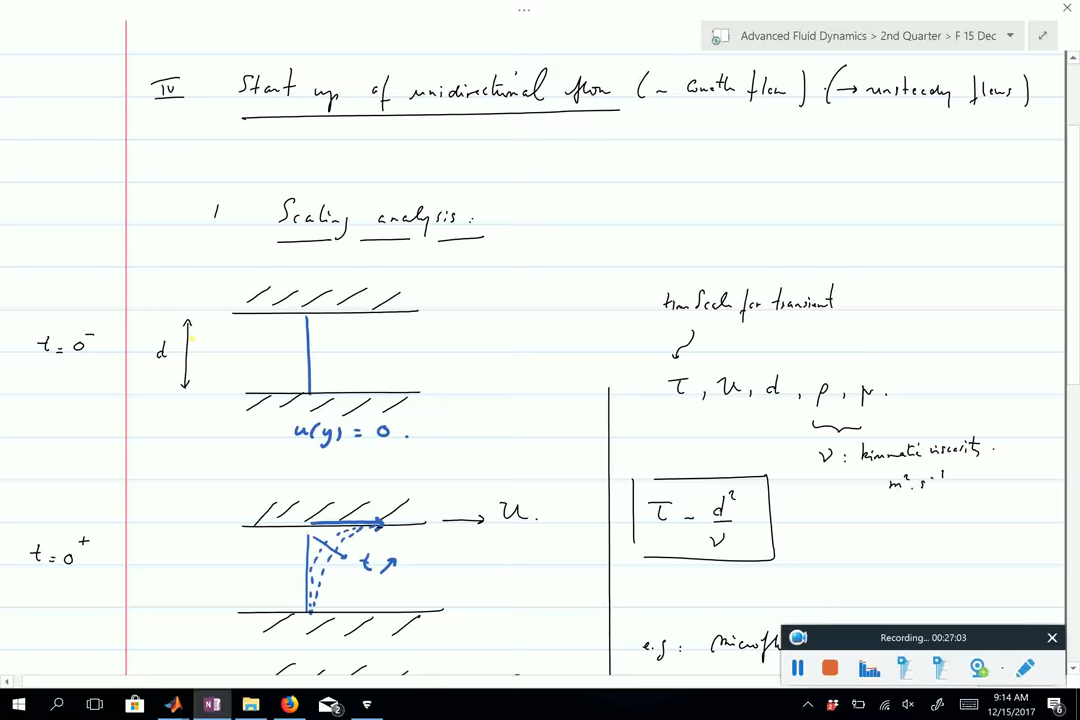 Advanced Fluid Dynamics > 2nd Quarter > F 15 Dec
IV Start up of unidirectional flow (~ Couette flow) (→ unsteady flows)
1 Scaling analysis:
t = 0⁻
d
u(y) = 0.
t = 0⁺
U.
t ↗
time scale for transient
τ, U, d, ρ, μ.
ν : kinematic viscosity.
m².s⁻¹
τ ~ d²/ν
e.g:
Recording... 00:27:03
2
9:14 AM
12/15/2017
6